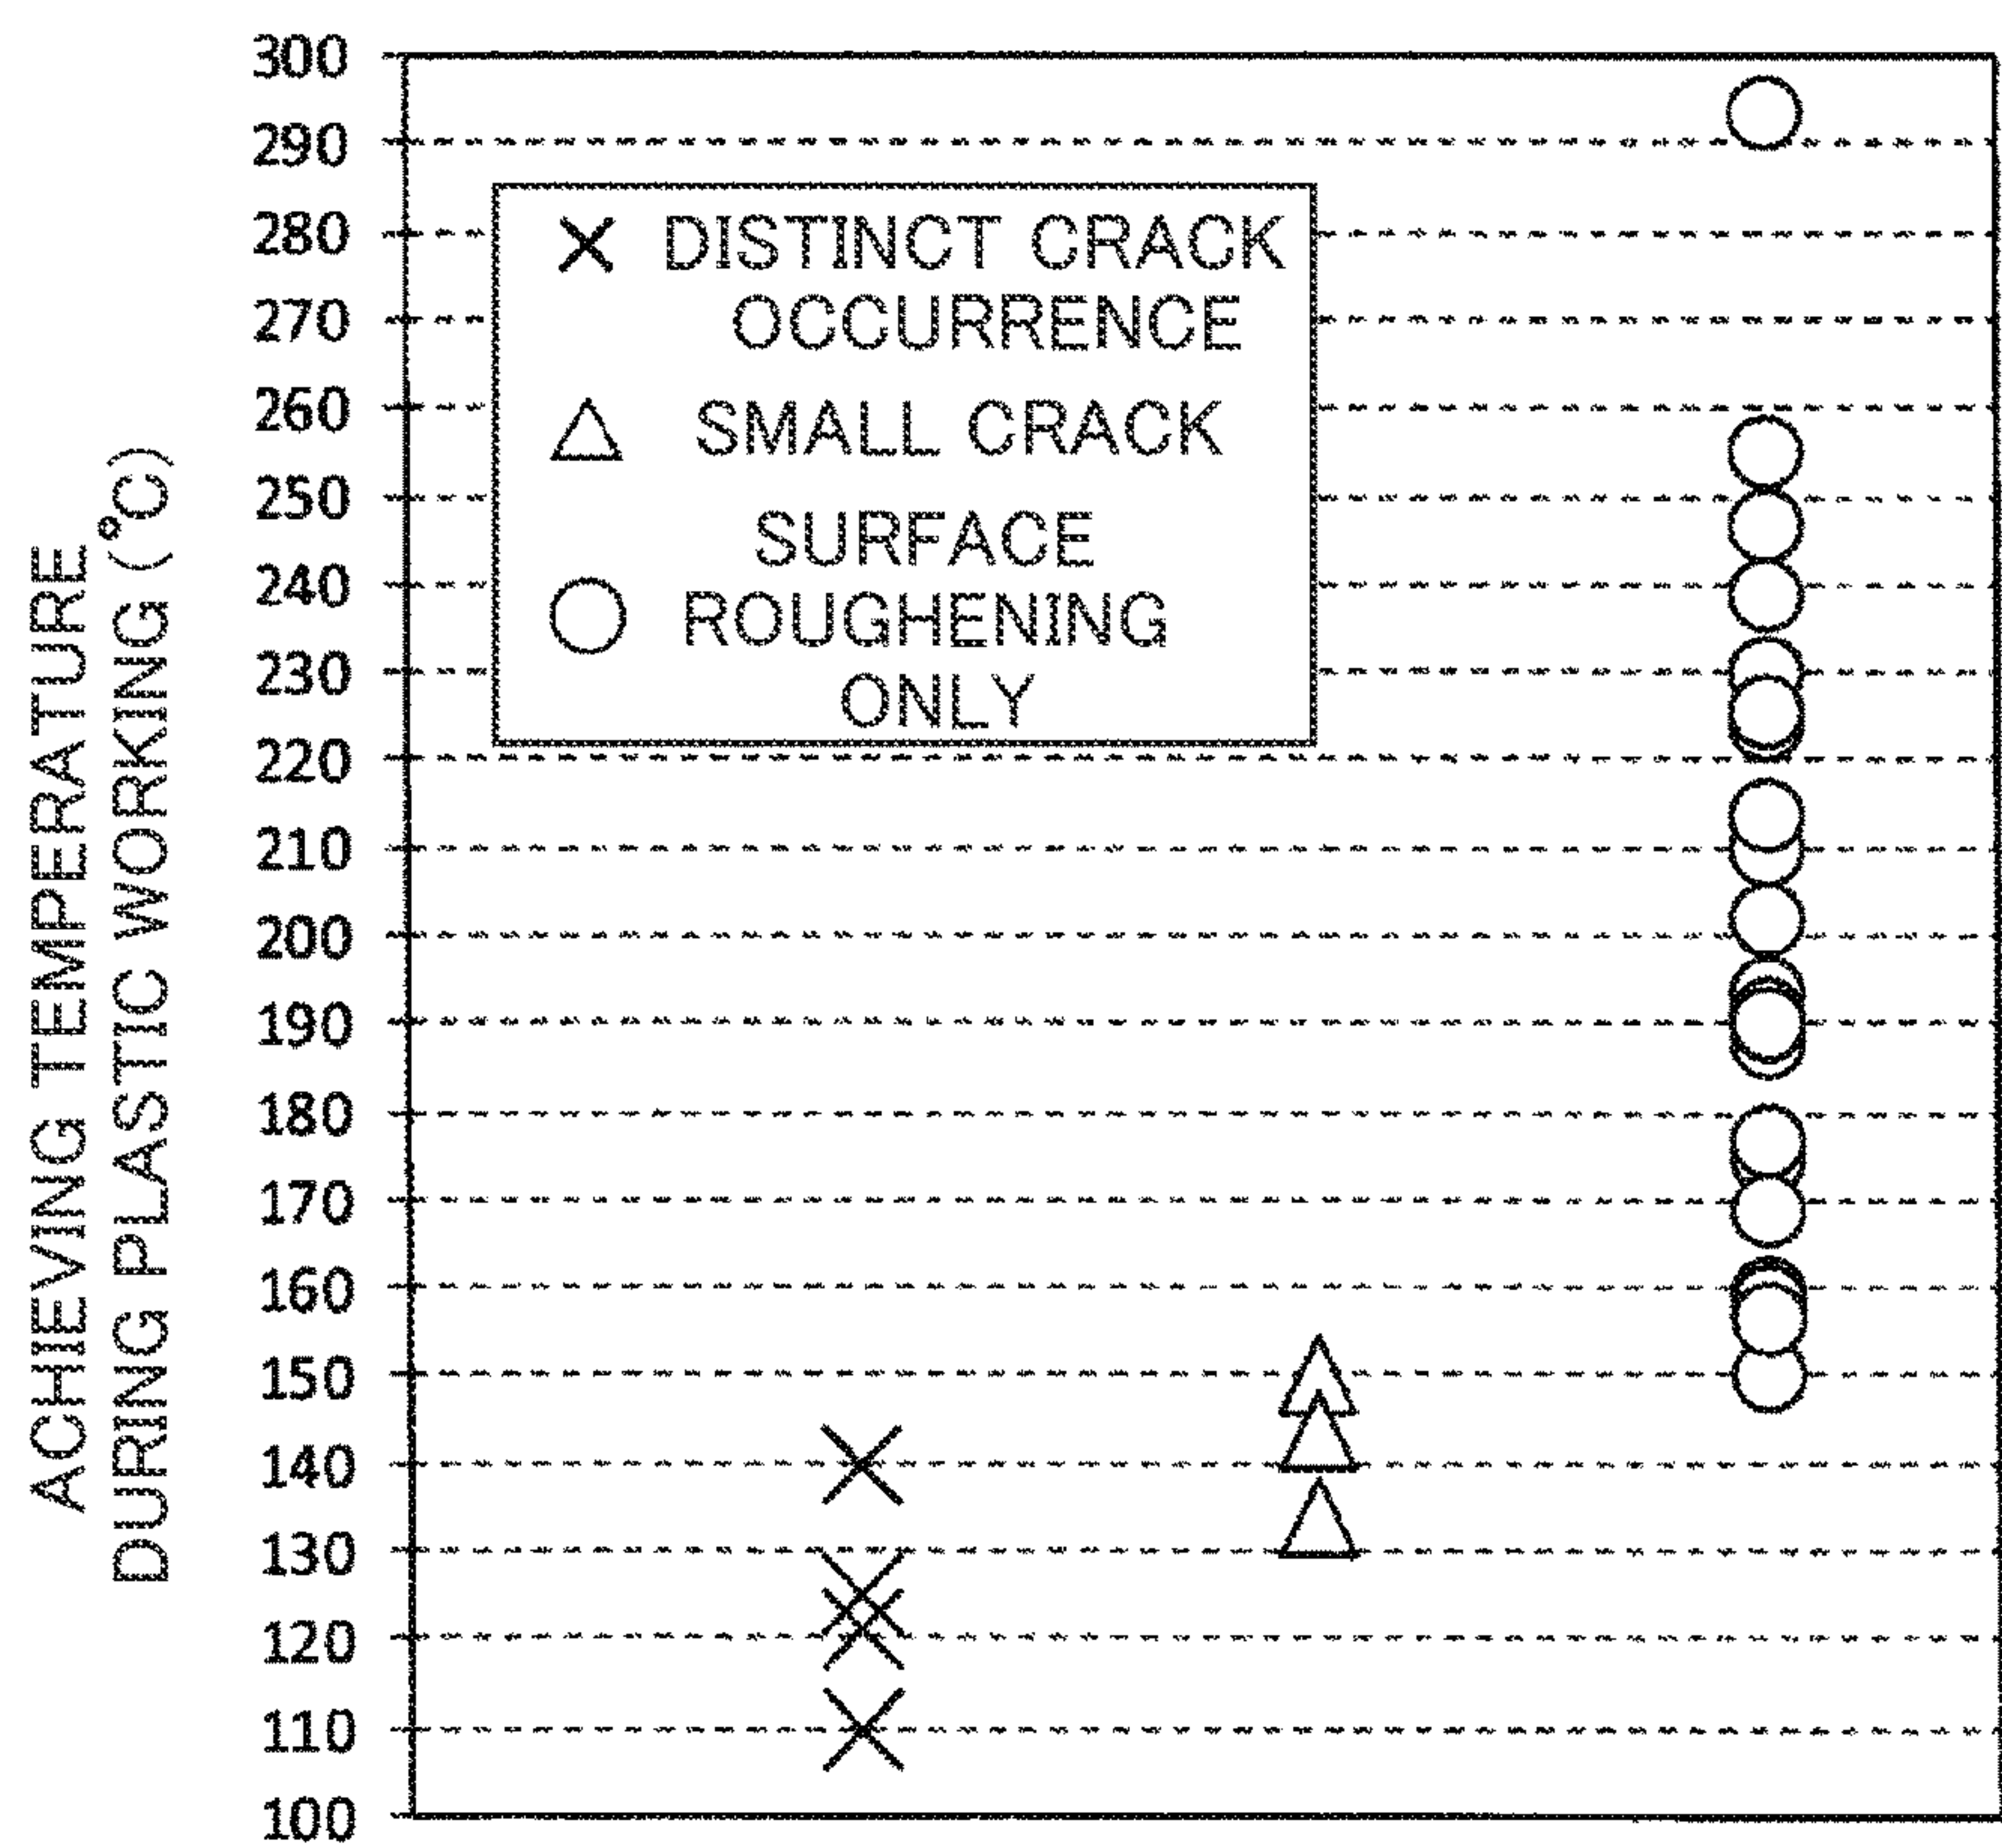 ACHIEVING TEMPERATURE
DURING PLASTIC WORKING (°C)
300
290
280
270
260
250
240
230
220
210
200
190
180
170
160
150
140
130
120
110
100
DISTINCT CRACK
OCCURRENCE
SMALL CRACK
SURFACE
ROUGHENING
ONLY